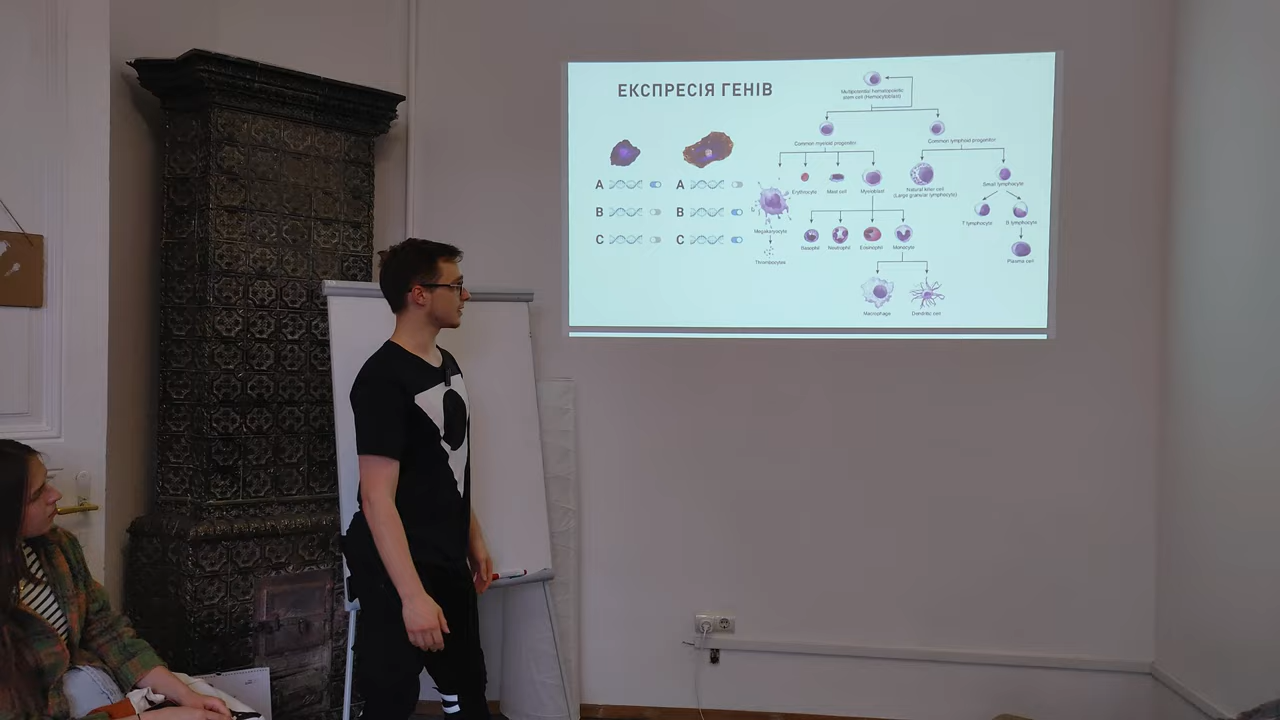 ЕКСПРЕСІЯ ГЕНІВ
A
B
C
A
B
C
Multipotential hematopoietic
stem cell (Hemocytoblast)
Common myeloid progenitor
Common lymphoid progenitor
Erythrocyte
Mast cell
Myeloblast
Natural killer cell
(Large granular lymphocyte)
Small lymphocyte
Megakaryocyte
Thrombocytes
Basophil
Neutrophil
Eosinophil
Monocyte
T lymphocyte
B lymphocyte
Plasma cell
Macrophage
Dendritic cell